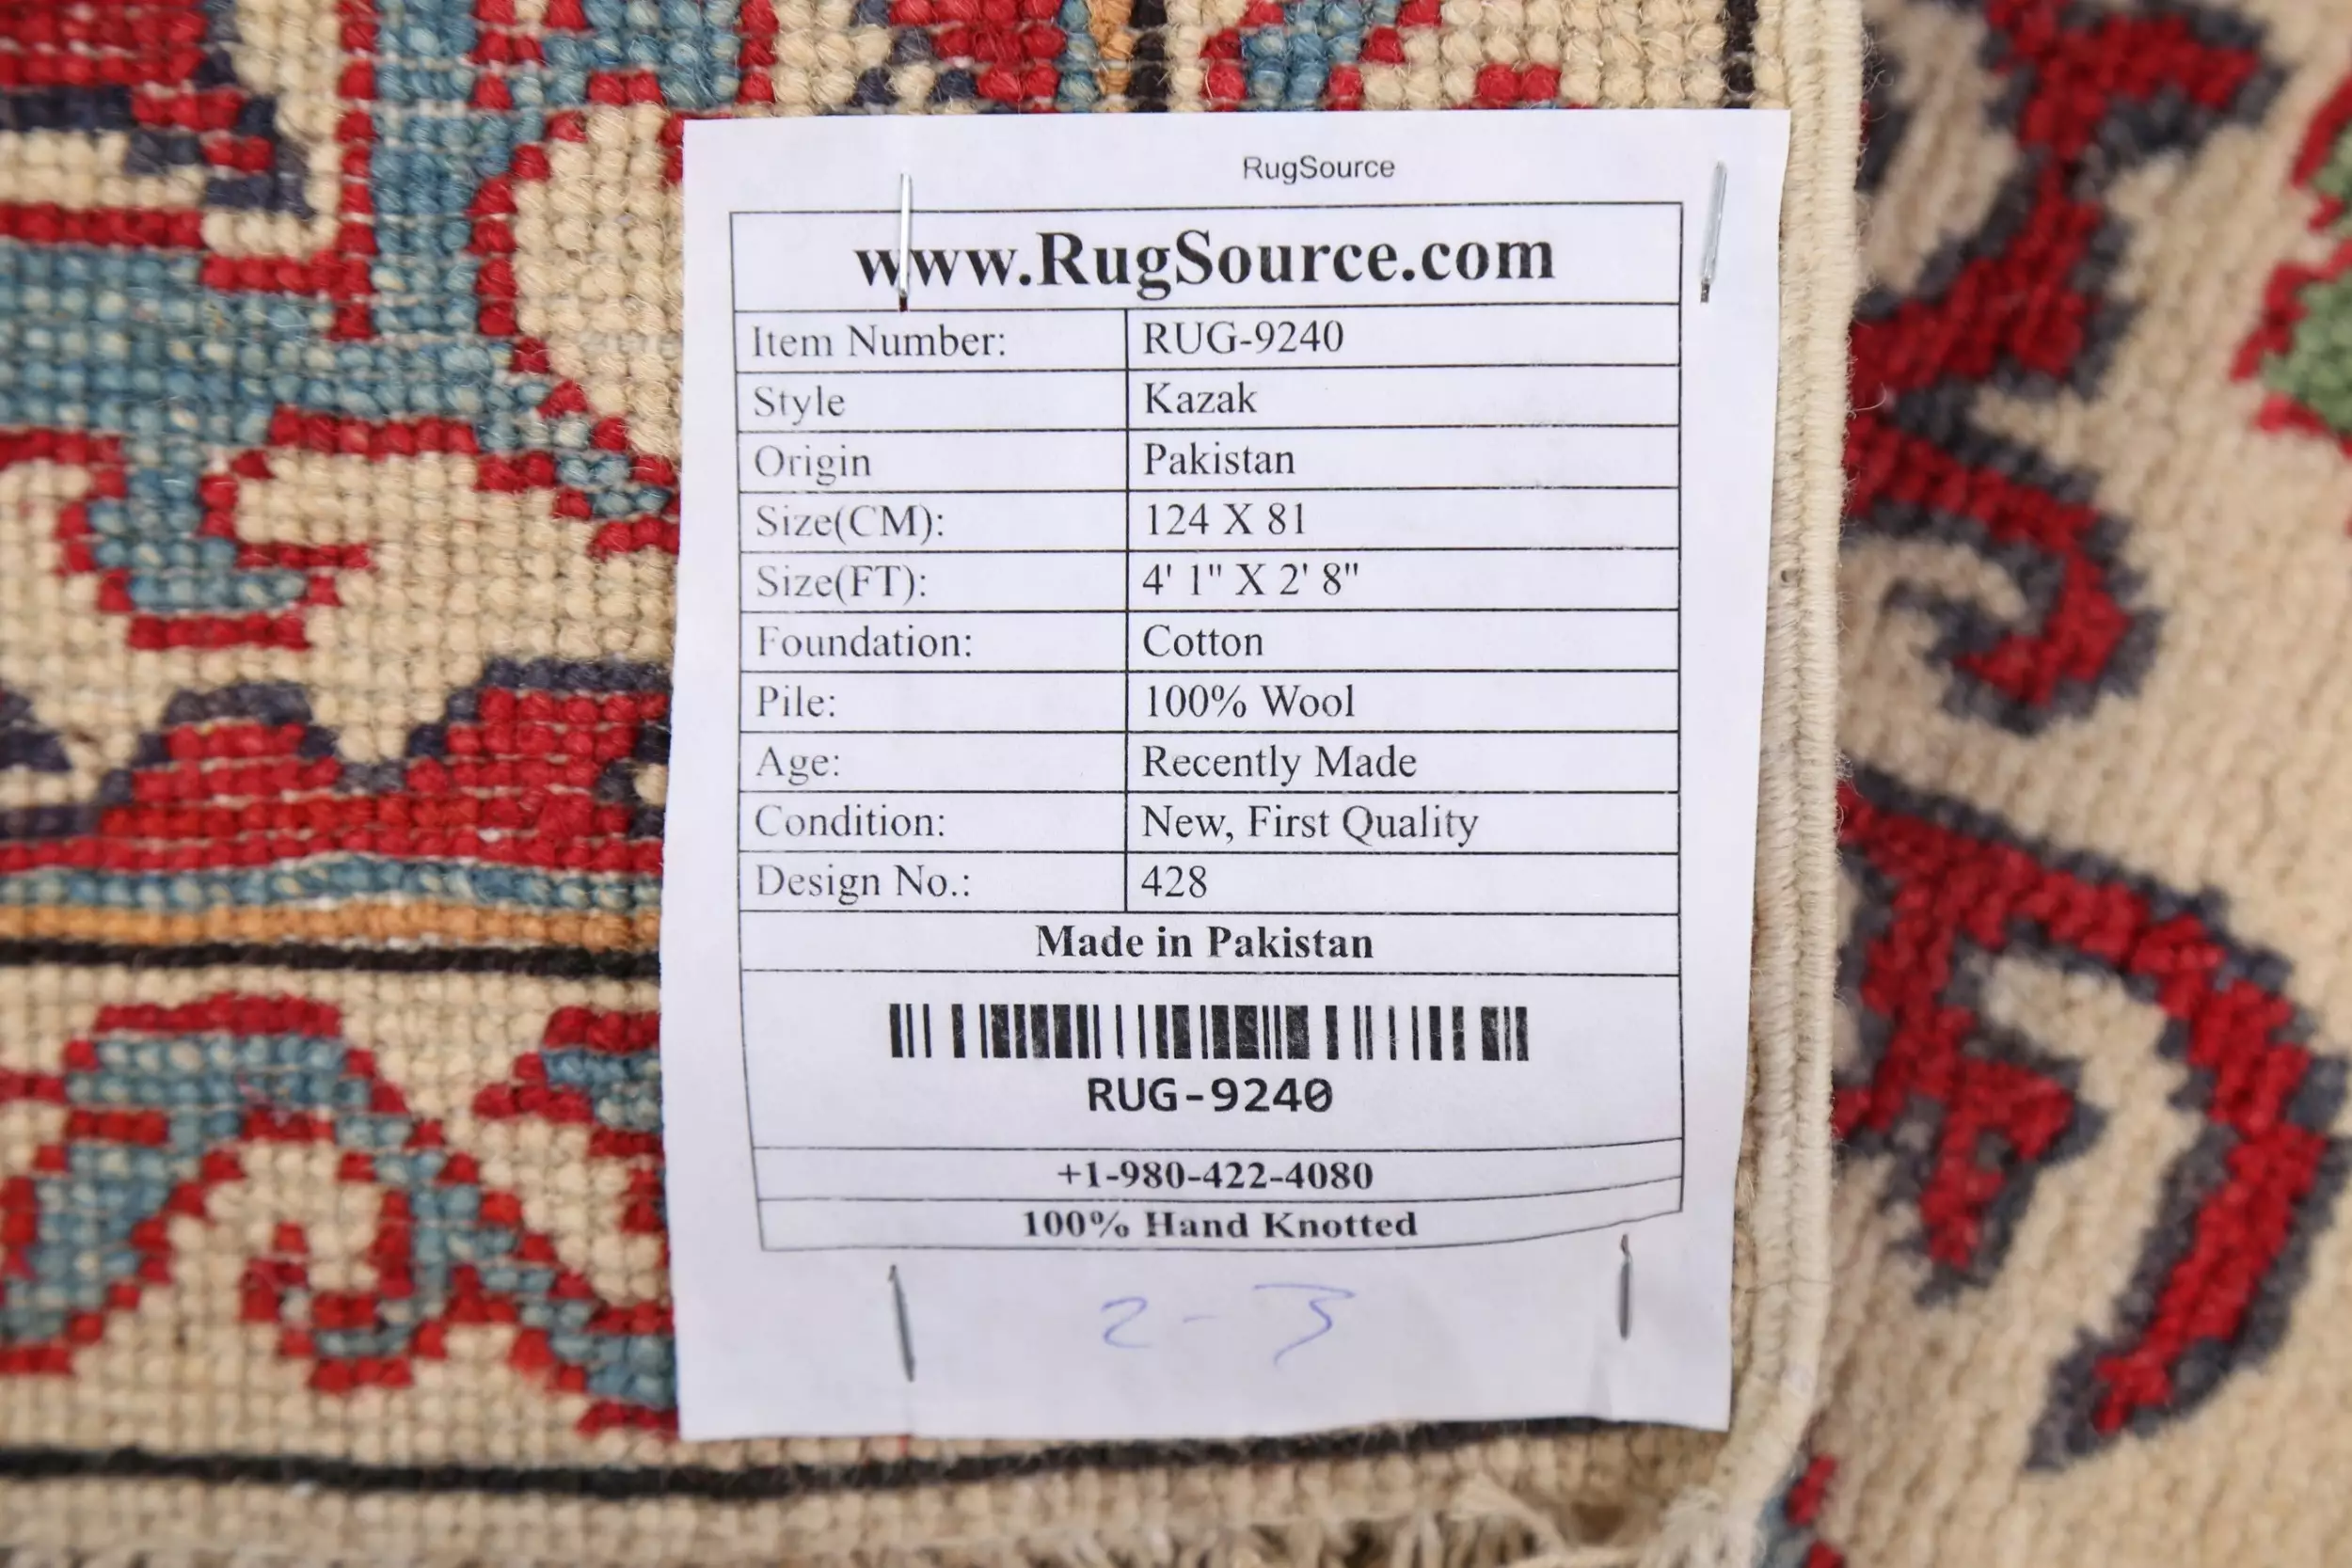 RugSource
www.RugSource.com
Item Number: RUG-9240
Style Kazak
Origin Pakistan
Size(CM): 124 X 81
Size(FT): 4' 1" X 2' 8"
Foundation: Cotton
Pile: 100% Wool
Age: Recently Made
Condition: New, First Quality
Design No.: 428
Made in Pakistan
RUG-9240
+1-980-422-4080
100% Hand Knotted
2-3